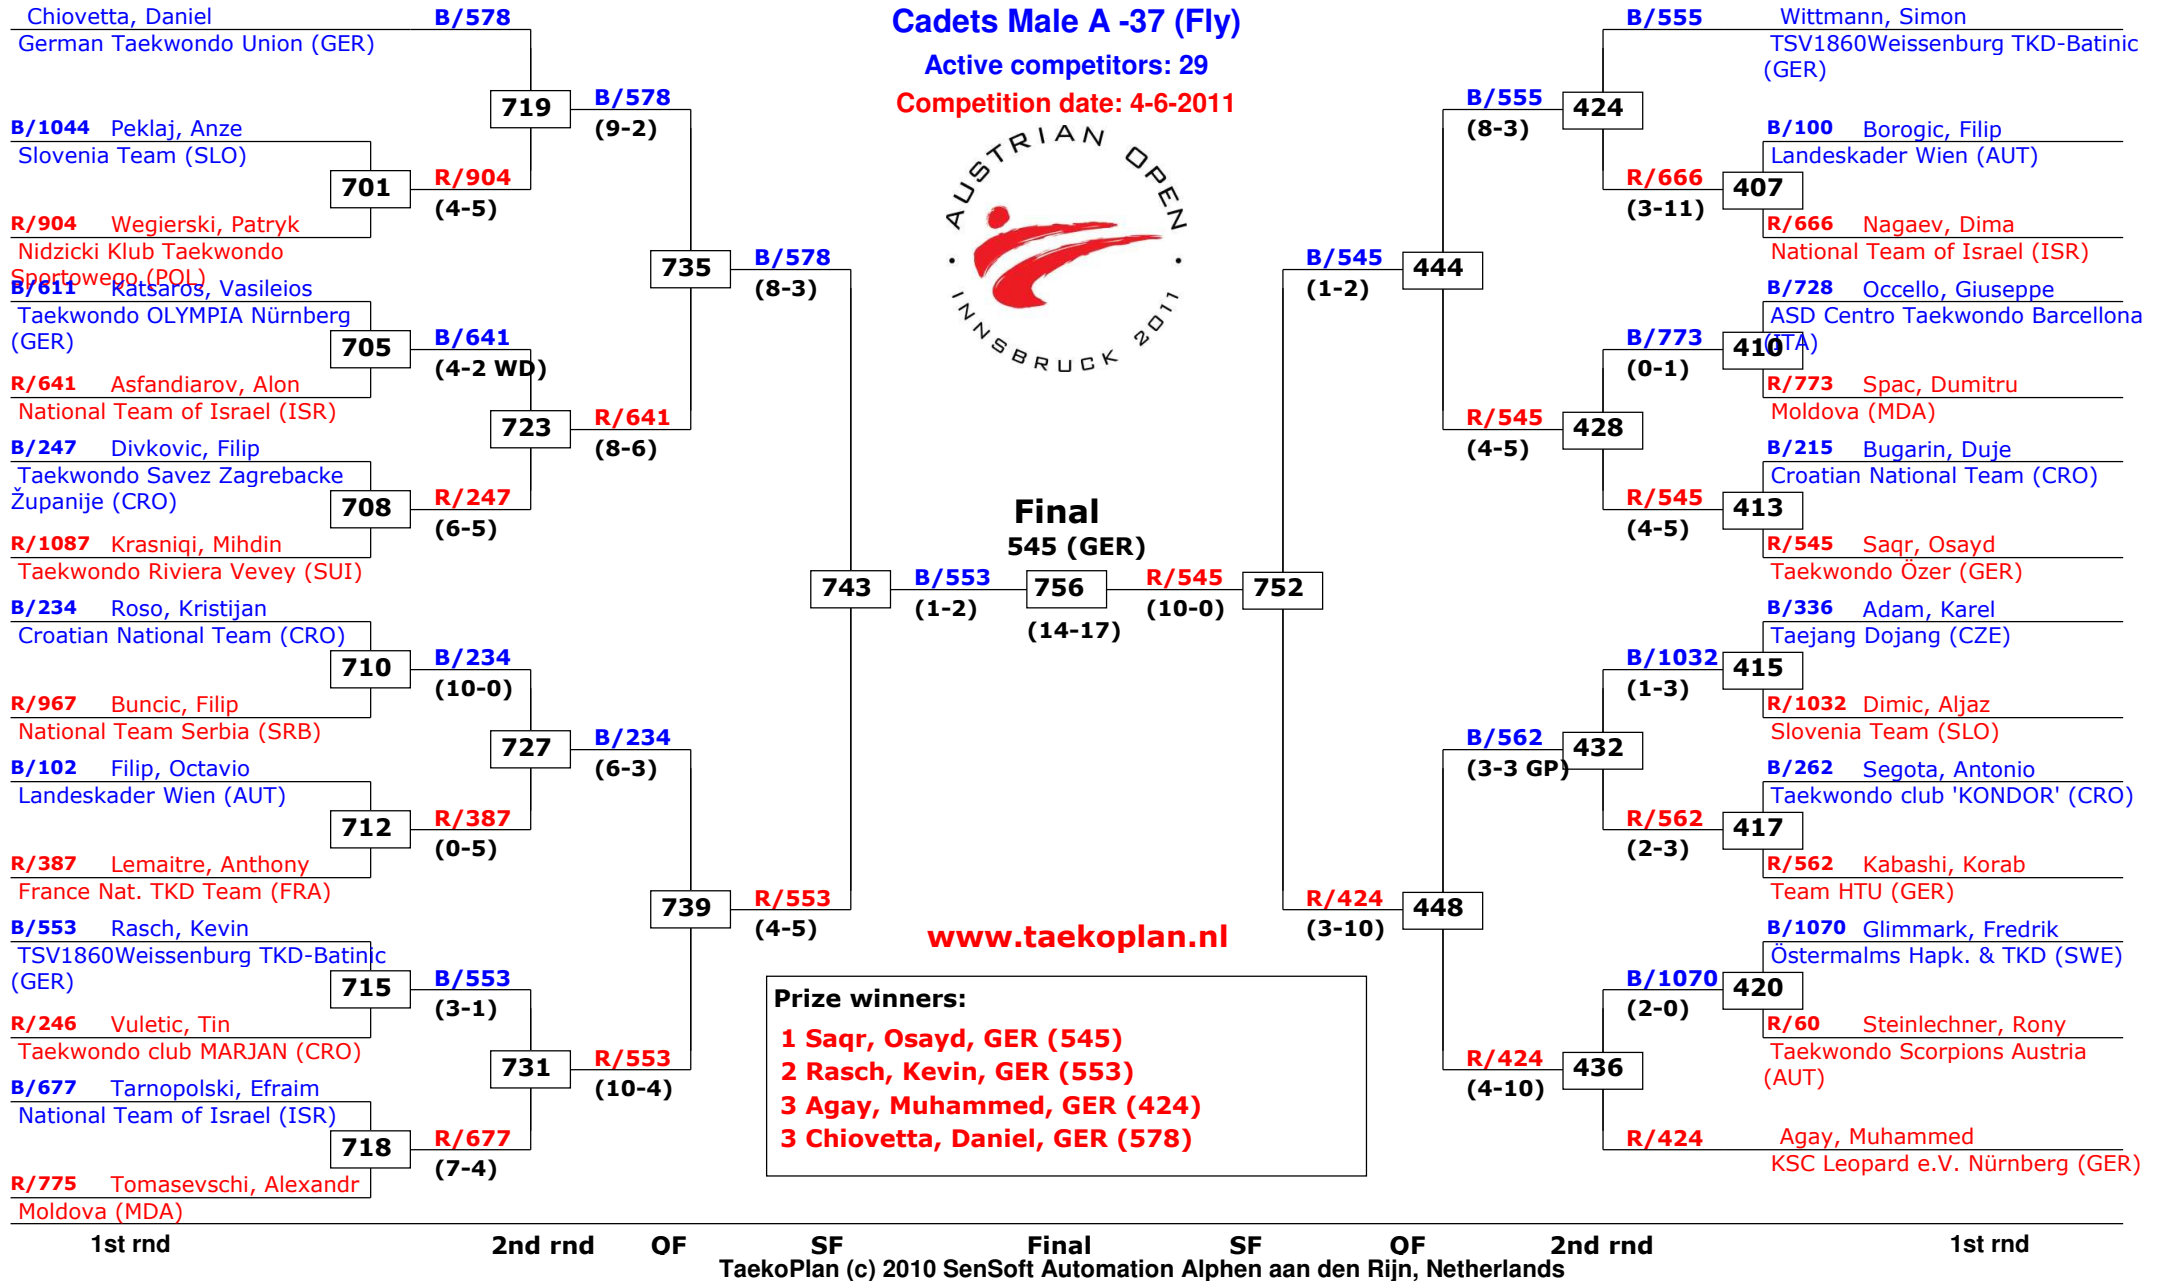 Cadets Male A -37 (Fly)
Active competitors: 29
Competition date: 4-6-2011
AUSTRIAN OPEN
INNSBRUCK 2011
Chiovetta, Daniel
German Taekwondo Union (GER)
B/578
719
B/578
(9-2)
B/1044 Peklaj, Anze
Slovenia Team (SLO)
701
R/904
(4-5)
R/904 Wegierski, Patryk
Nidzicki Klub Taekwondo
Sportowego (POL)
735
B/578
(8-3)
B/611 Katsaros, Vasileios
Taekwondo OLYMPIA Nürnberg
(GER)
705
B/641
(4-2 WD)
R/641 Asfandiarov, Alon
National Team of Israel (ISR)
723
R/641
(8-6)
B/247 Divkovic, Filip
Taekwondo Savez Zagrebacke
Županije (CRO)
708
R/247
(6-5)
R/1087 Krasniqi, Mihdin
Taekwondo Riviera Vevey (SUI)
743
B/553
(1-2)
B/234 Roso, Kristijan
Croatian National Team (CRO)
710
B/234
(10-0)
R/967 Buncic, Filip
National Team Serbia (SRB)
727
B/234
(6-3)
B/102 Filip, Octavio
Landeskader Wien (AUT)
712
R/387
(0-5)
R/387 Lemaitre, Anthony
France Nat. TKD Team (FRA)
739
R/553
(4-5)
B/553 Rasch, Kevin
TSV1860Weissenburg TKD-Batinic
(GER)
715
B/553
(3-1)
R/246 Vuletic, Tin
Taekwondo club MARJAN (CRO)
731
R/553
(10-4)
B/677 Tarnopolski, Efraim
National Team of Israel (ISR)
718
R/677
(7-4)
R/775 Tomasevschi, Alexandr
Moldova (MDA)
Final
545 (GER)
756
(14-17)
R/545
(10-0)
752
B/555
Wittmann, Simon
TSV1860Weissenburg TKD-Batinic
(GER)
B/555
(8-3)
424
B/100 Borogic, Filip
Landeskader Wien (AUT)
R/666
(3-11)
407
R/666 Nagaev, Dima
National Team of Israel (ISR)
B/545
(1-2)
444
B/728 Occello, Giuseppe
ASD Centro Taekwondo Barcellona
(ITA)
B/773
(0-1)
410
R/773 Spac, Dumitru
Moldova (MDA)
R/545
(4-5)
428
B/215 Bugarin, Duje
Croatian National Team (CRO)
R/545
(4-5)
413
R/545 Saqr, Osayd
Taekwondo Özer (GER)
B/336 Adam, Karel
Taejang Dojang (CZE)
B/1032
(1-3)
415
R/1032 Dimic, Aljaz
Slovenia Team (SLO)
B/562
(3-3 GP)
432
B/262 Segota, Antonio
Taekwondo club 'KONDOR' (CRO)
R/562
(2-3)
417
R/562 Kabashi, Korab
Team HTU (GER)
R/424
(3-10)
448
B/1070 Glimmark, Fredrik
Östermalms Hapk. & TKD (SWE)
B/1070
(2-0)
420
R/60 Steinlechner, Rony
Taekwondo Scorpions Austria
(AUT)
R/424
(4-10)
436
R/424
Agay, Muhammed
KSC Leopard e.V. Nürnberg (GER)
www.taekoplan.nl
Prize winners:
1 Saqr, Osayd, GER (545)
2 Rasch, Kevin, GER (553)
3 Agay, Muhammed, GER (424)
3 Chiovetta, Daniel, GER (578)
1st rnd 2nd rnd QF SF Final SF QF 2nd rnd 1st rnd
TaekoPlan (c) 2010 SenSoft Automation Alphen aan den Rijn, Netherlands